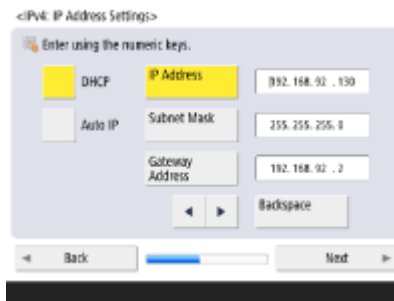 <IPv4: IP Address Settings>
Enter using the numeric keys.
DHCP
IP Address
192. 168. 92 . 130
Auto IP
Subnet Mask
255. 255. 255. 0
Gateway
Address
192. 168. 92 . 2
◀ ▶
Backspace
◀ Back
Next ▶